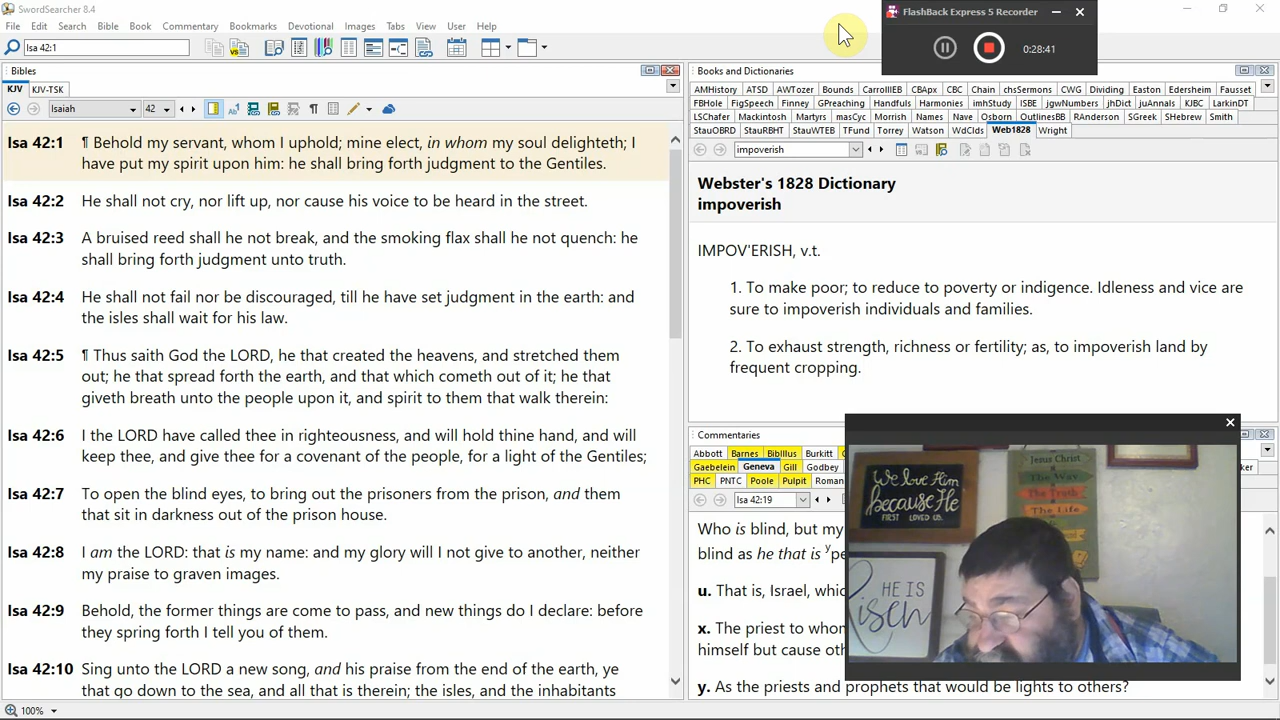 SwordSearcher 8.4
FlashBack Express 5 Recorder
File Edit Search Bible Book Commentary Bookmarks Devotional Images Tabs View User Help
Isa 42:1
0:28:41
Bibles
KJV KJV-TSK
Isaiah 42
Isa 42:1 ¶ Behold my servant, whom I uphold; mine elect, in whom my soul delighteth; I
have put my spirit upon him: he shall bring forth judgment to the Gentiles.
Isa 42:2 He shall not cry, nor lift up, nor cause his voice to be heard in the street.
Isa 42:3 A bruised reed shall he not break, and the smoking flax shall he not quench: he
shall bring forth judgment unto truth.
Isa 42:4 He shall not fail nor be discouraged, till he have set judgment in the earth: and
the isles shall wait for his law.
Isa 42:5 ¶ Thus saith God the LORD, he that created the heavens, and stretched them
out; he that spread forth the earth, and that which cometh out of it; he that
giveth breath unto the people upon it, and spirit to them that walk therein:
Isa 42:6 I the LORD have called thee in righteousness, and will hold thine hand, and will
keep thee, and give thee for a covenant of the people, for a light of the Gentiles;
Isa 42:7 To open the blind eyes, to bring out the prisoners from the prison, and them
that sit in darkness out of the prison house.
Isa 42:8 I am the LORD: that is my name: and my glory will I not give to another, neither
my praise to graven images.
Isa 42:9 Behold, the former things are come to pass, and new things do I declare: before
they spring forth I tell you of them.
Isa 42:10 Sing unto the LORD a new song, and his praise from the end of the earth, ye
that go down to the sea, and all that is therein; the isles, and the inhabitants
100%
Books and Dictionaries
AMHistory ATSD AWTozer Bounds CarrollIEB CBApx CBC Chain chsSermons CWG Dividing Easton Edersheim Fausset
FBHole FigSpeech Finney GPreaching Handfuls Harmonies imhStudy ISBE jgwNumbers jhDict juAnnals KJBC LarkinDT
LSChafer Mackintosh Martyrs masCyc Morrish Names Nave Osborn OutlinesBB RANDerson SGreek SHebrew Smith
StauOBRD StauRBHT StauWTEB TFund Torrey Watson WdClds Web1828 Wright
impoverish
Webster's 1828 Dictionary
impoverish
IMPOV'ERISH, v.t.
1. To make poor; to reduce to poverty or indigence. Idleness and vice are
sure to impoverish individuals and families.
2. To exhaust strength, richness or fertility; as, to impoverish land by
frequent cropping.
Commentaries
Abbott Barnes BibIllus Burkitt
Gaebelein Geneva Gill Godbey
PHC PNTC Poole Pulpit Roman
Isa 42:19
Who is blind, but my
blind as he that is
u. That is, Israel,
x. The priest to whom
himself but cause
y. As the priests and prophets that would be lights to others?
We love Him
Because He
FIRST LOVED US.
Jesus Christ
The Way
The Truth
The Life
HE IS
Risen